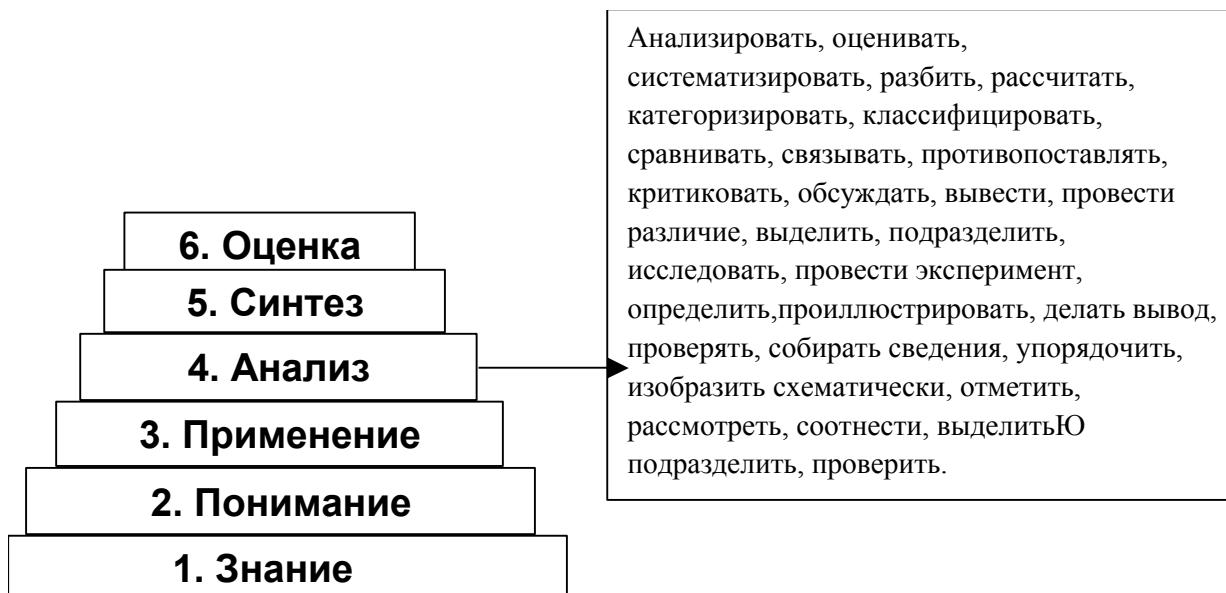 Анализировать, оценивать,
систематизировать, разбить, рассчитать,
категоризировать, классифицировать,
сравнивать, связывать, противопоставлять,
критиковать, обсуждать, вывести, провести
различие, выделить, подразделить,
исследовать, провести эксперимент,
определить,проиллюстрировать, делать вывод,
проверять, собирать сведения, упорядочить,
изобразить схематически, отметить,
рассмотреть, соотнести, выделитьЮ
подразделить, проверить.
6. Оценка
5. Синтез
4. Анализ
3. Применение
2. Понимание
1. Знание